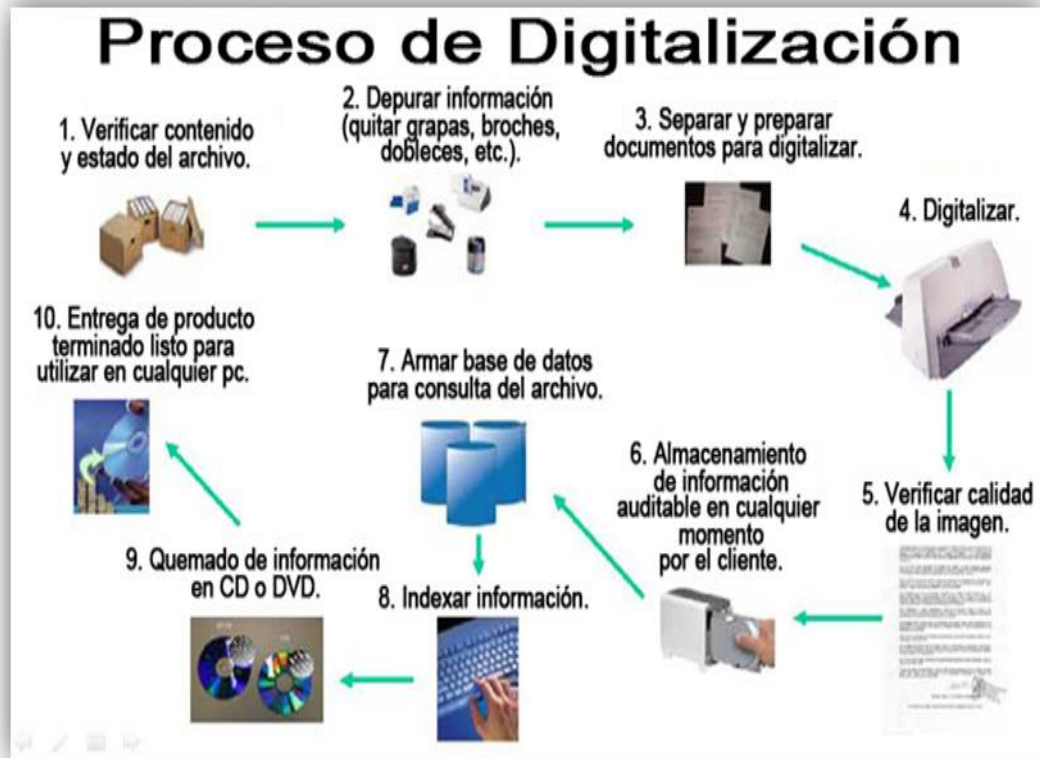 Proceso de Digitalización
1. Verificar contenido
y estado del archivo.
2. Depurar información
(quitar grapas, broches,
dobleces, etc.).
3. Separar y preparar
documentos para digitalizar.
4. Digitalizar.
5. Verificar calidad
de la imagen.
6. Almacenamiento
de información
auditable en cualquier
momento
por el cliente.
7. Armar base de datos
para consulta del archivo.
8. Indexar información.
9. Quemado de información
en CD o DVD.
10. Entrega de producto
terminado listo para
utilizar en cualquier pc.